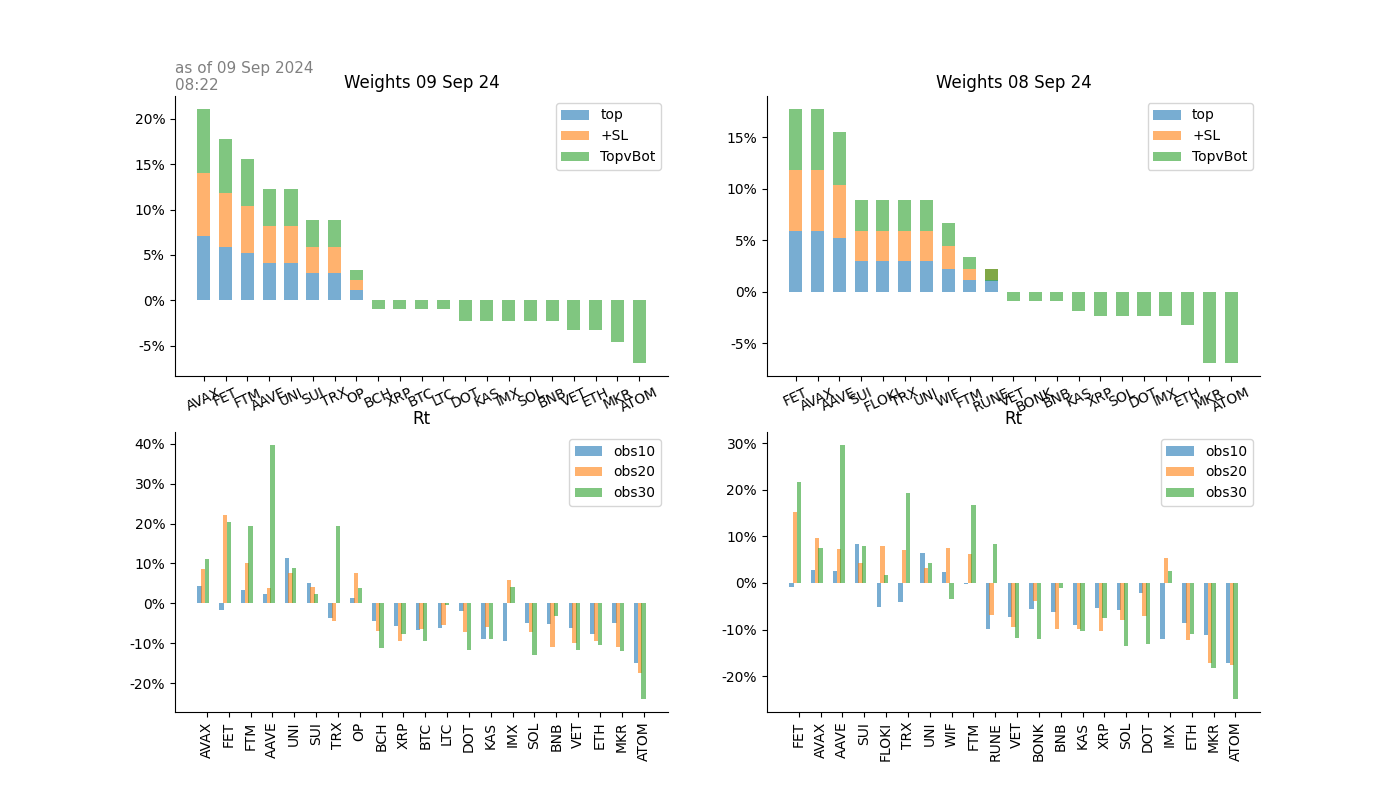 as of 09 Sep 2024
08:22
Weights 09 Sep 24
20%
15%
10%
5%
0%
-5%
top
+SL
TopvBot
AVAX FET FTM AAVE UNI SUI TRX OP BCH XRP BTC LTC DOT KAS IMX SOL BNB VET ETH MKR ATOM
Weights 08 Sep 24
15%
10%
5%
0%
-5%
top
+SL
TopvBot
FET AVAX AAVE SUI FLOKI TRX UNI WIF FTM RUNE VET BONK BNB KAS XRP SOL DOT IMX ETH MKR ATOM
Rt
40%
30%
20%
10%
0%
-10%
-20%
obs10
obs20
obs30
AVAX FET FTM AAVE UNI SUI TRX OP BCH XRP BTC LTC DOT KAS IMX SOL BNB VET ETH MKR ATOM
Rt
30%
20%
10%
0%
-10%
-20%
obs10
obs20
obs30
FET AVAX AAVE SUI FLOKI TRX UNI WIF FTM RUNE VET BONK BNB KAS XRP SOL DOT IMX ETH MKR ATOM